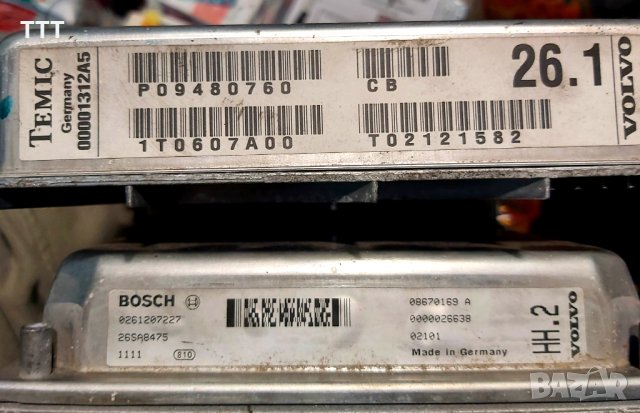 TTT
TEMIC
Germany
00001312A5
P09480760
CB
26.1
VOLVO
1T0607A00
T02121582
BOSCH
0261207227
26SA8475
1111
810
08670169 A
0000026638
02101
Made in Germany
HH.2
VOLVO
BAZAR